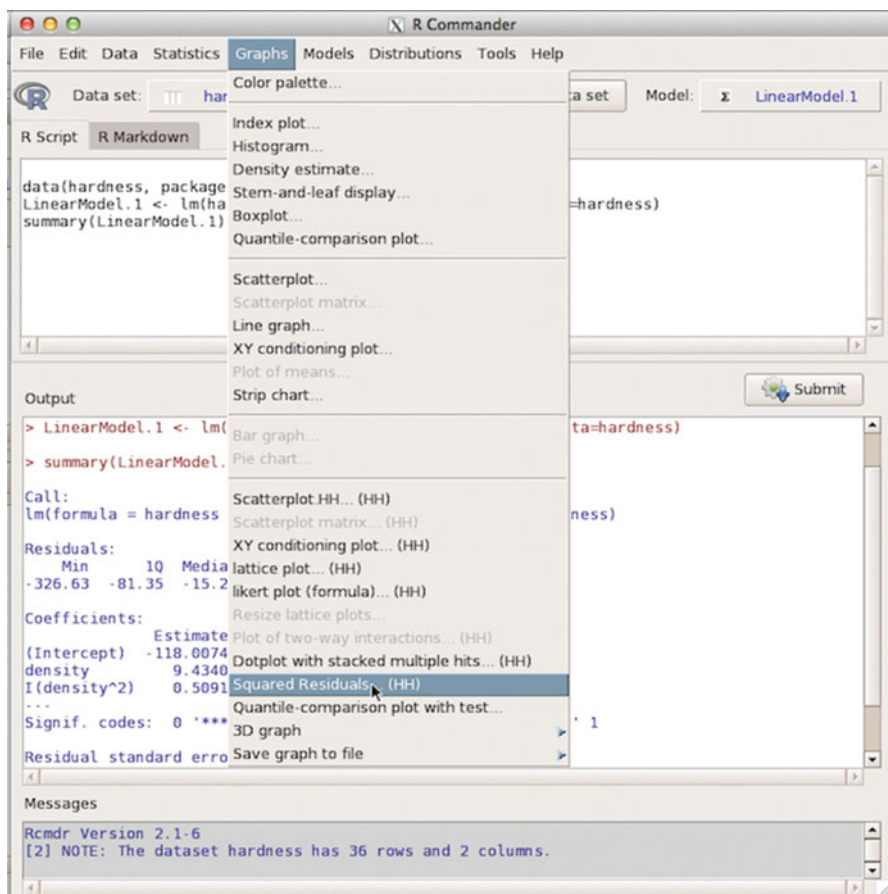 R Commander
File Edit Data Statistics Graphs Models Distributions Tools Help
Data set: har a set Model: Σ LinearModel.1
R Script R Markdown
data(hardness, package
LinearModel.1 <- lm(ha =hardness)
summary(LinearModel.1)
Color palette...
Index plot...
Histogram...
Density estimate...
Stem-and-leaf display...
Boxplot...
Quantile-comparison plot...
Scatterplot...
Scatterplot matrix...
Line graph...
XY conditioning plot...
Plot of means...
Strip chart...
Bar graph...
Pie chart...
Scatterplot.HH... (HH)
Scatterplot matrix... (HH)
XY conditioning plot... (HH)
lattice plot... (HH)
likert plot (formula)... (HH)
Resize lattice plots...
Plot of two-way interactions... (HH)
Dotplot with stacked multiple hits... (HH)
Squared Residuals... (HH)
Quantile-comparison plot with test...
3D graph
Save graph to file
Output
Submit
> LinearModel.1 <- lm( ta=hardness)
> summary(LinearModel.
Call:
lm(formula = hardness ness)
Residuals:
Min 1Q Media
-326.63 -81.35 -15.2
Coefficients:
Estimate
(Intercept) -118.0074
density 9.4340
I(density^2) 0.5091
---
Signif. codes: 0 '*** ' 1
Residual standard erro
Messages
Rcmdr Version 2.1-6
[2] NOTE: The dataset hardness has 36 rows and 2 columns.